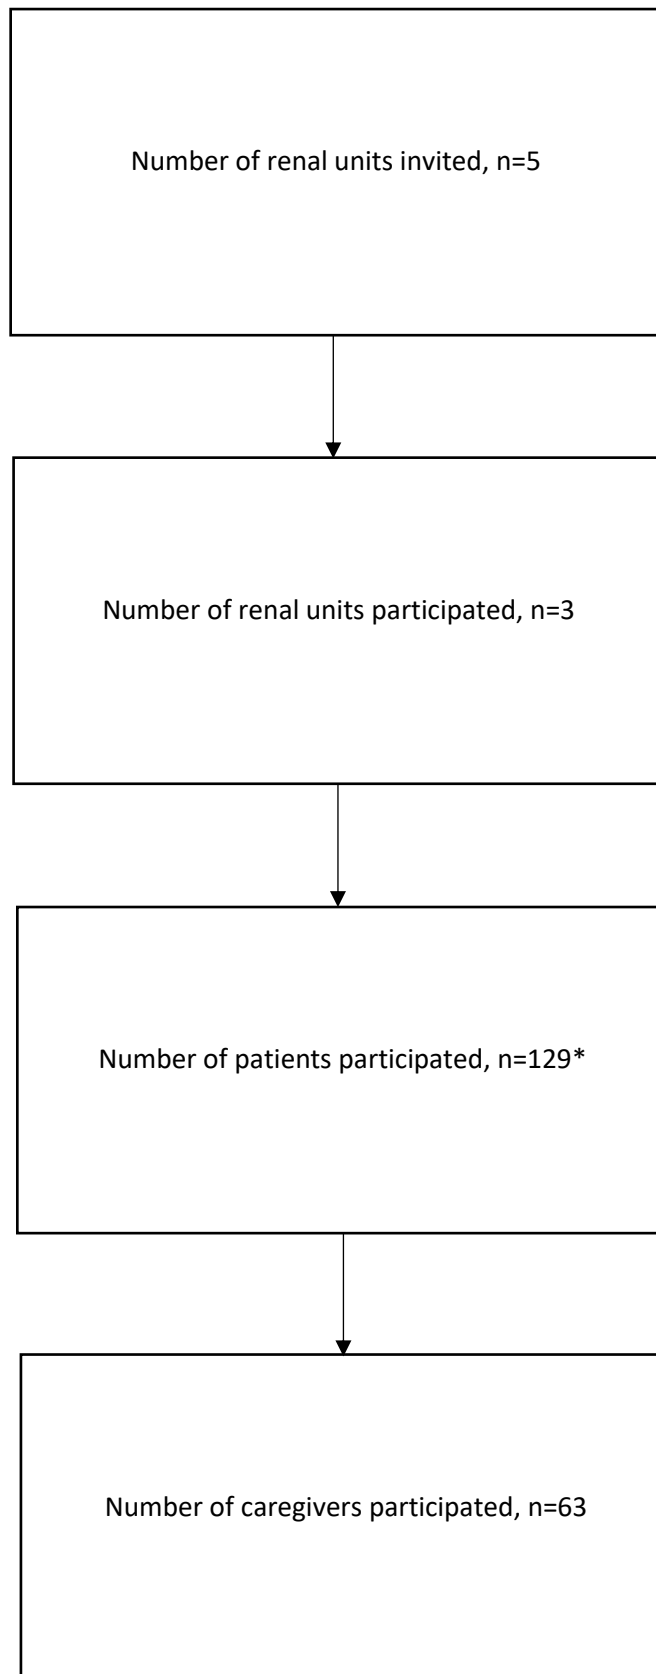 Number of renal units invited, n=5
Number of renal units participated, n=3
Number of patients participated, n=129*
Number of caregivers participated, n=63